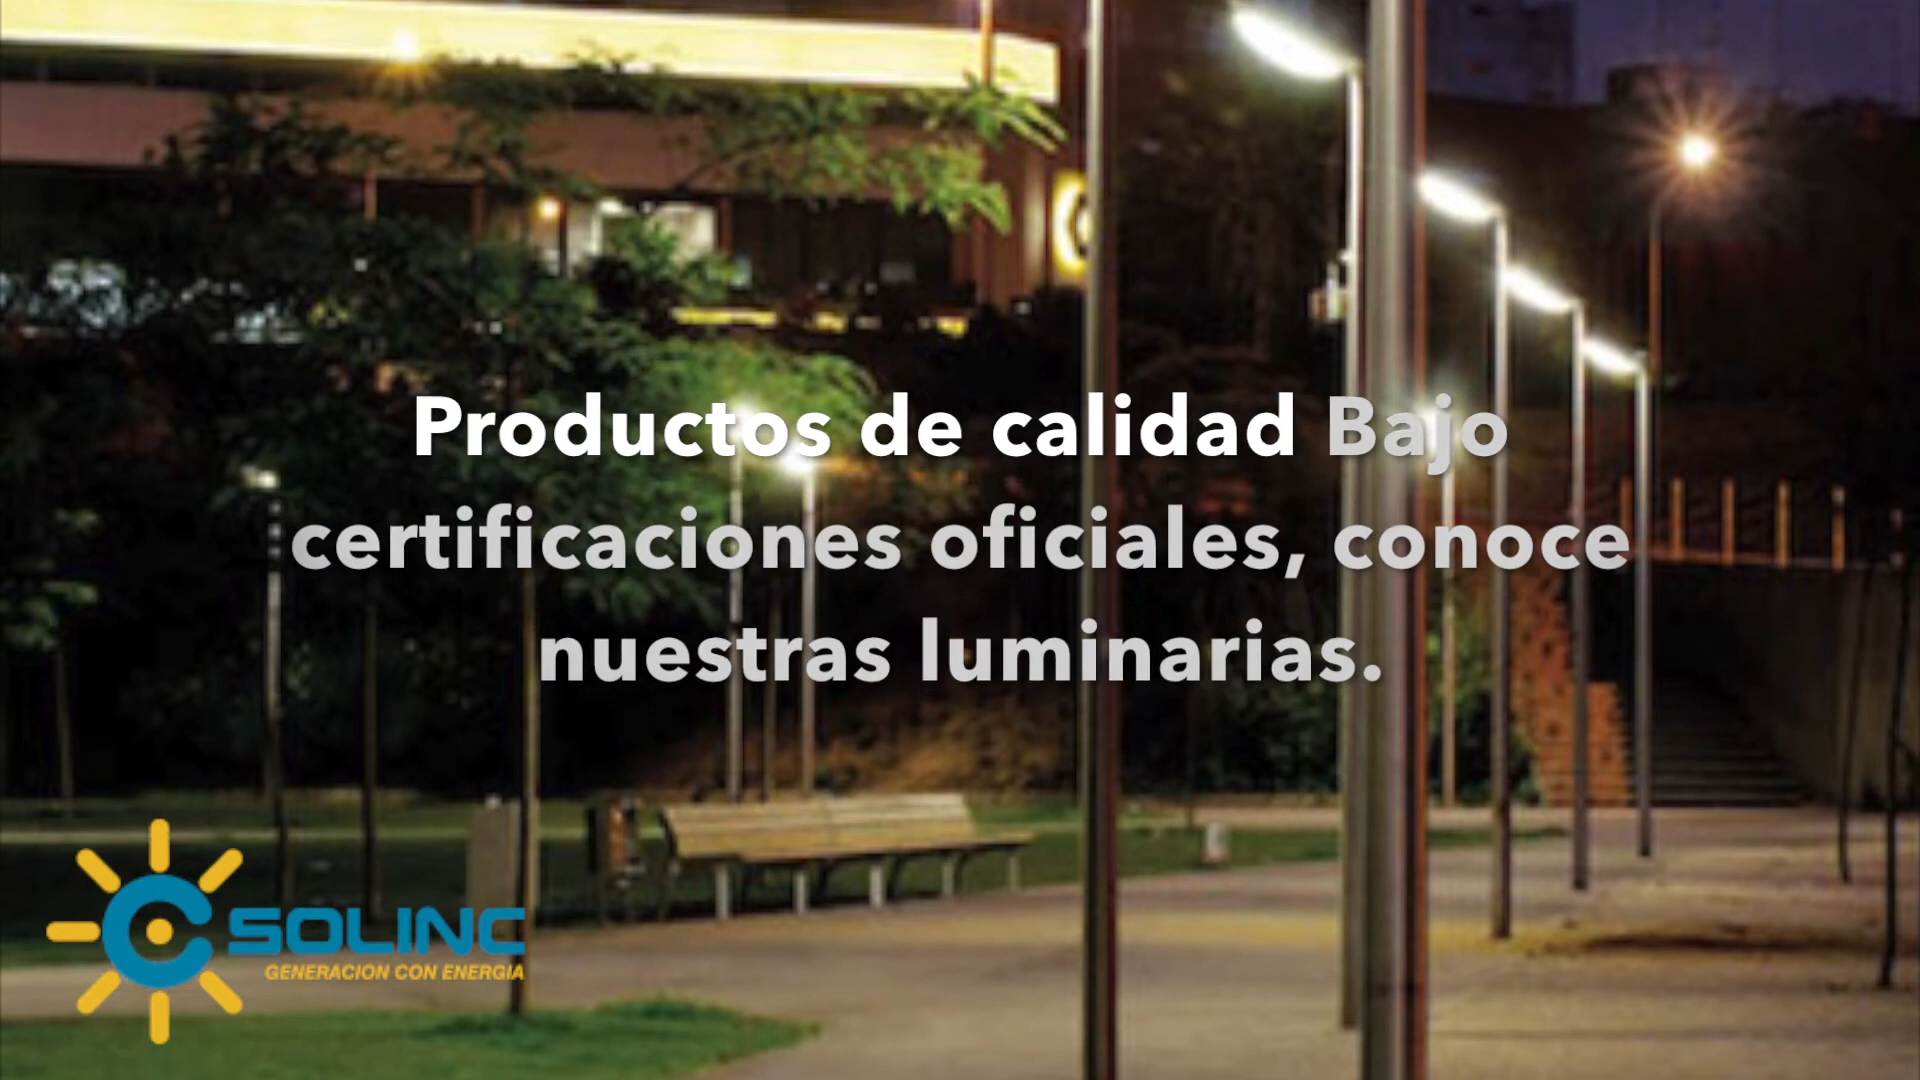 Productos de calidad Bajo
certificaciones oficiales, conoce
nuestras luminarias.
SOLINC
GENERACION CON ENERGIA